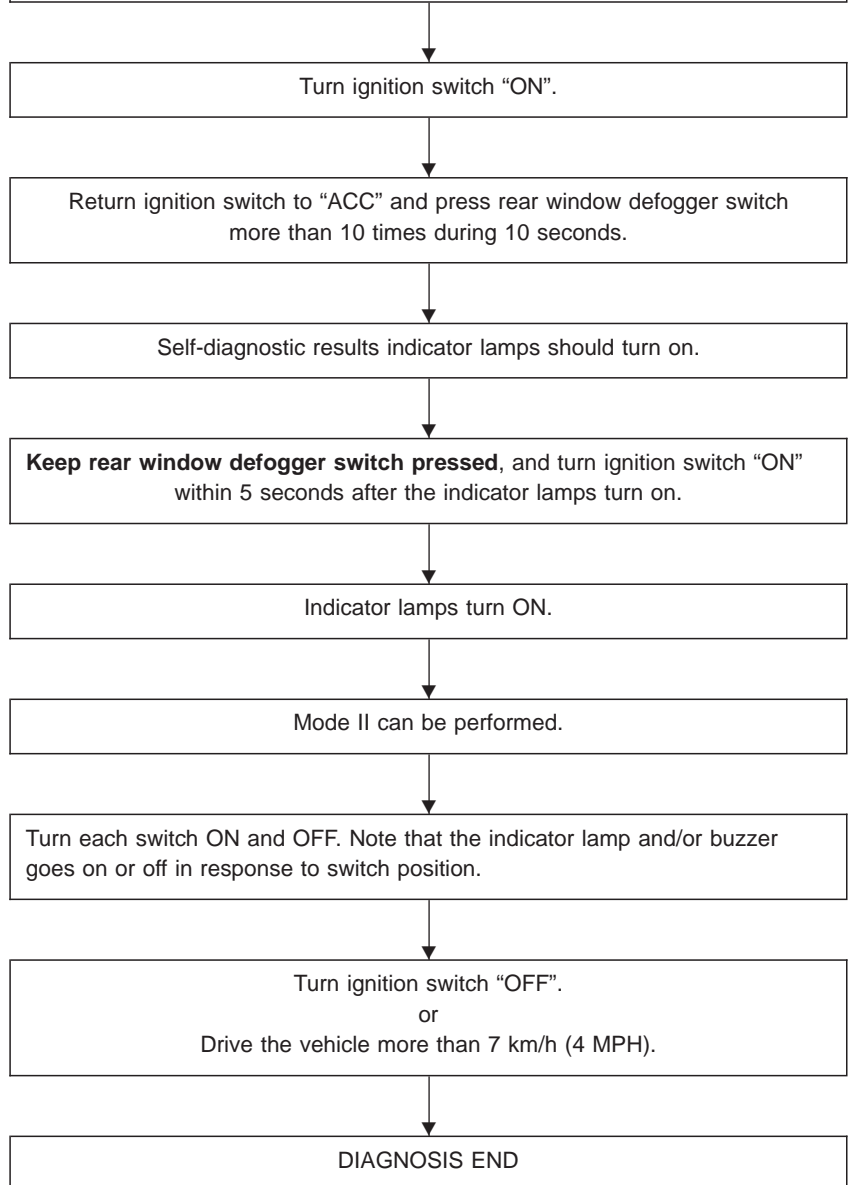 Turn ignition switch “ON”.
Return ignition switch to “ACC” and press rear window defogger switch
more than 10 times during 10 seconds.
Self-diagnostic results indicator lamps should turn on.
Keep rear window defogger switch pressed, and turn ignition switch “ON”
within 5 seconds after the indicator lamps turn on.
Indicator lamps turn ON.
Mode II can be performed.
Turn each switch ON and OFF. Note that the indicator lamp and/or buzzer
goes on or off in response to switch position.
Turn ignition switch “OFF”.
or
Drive the vehicle more than 7 km/h (4 MPH).
DIAGNOSIS END